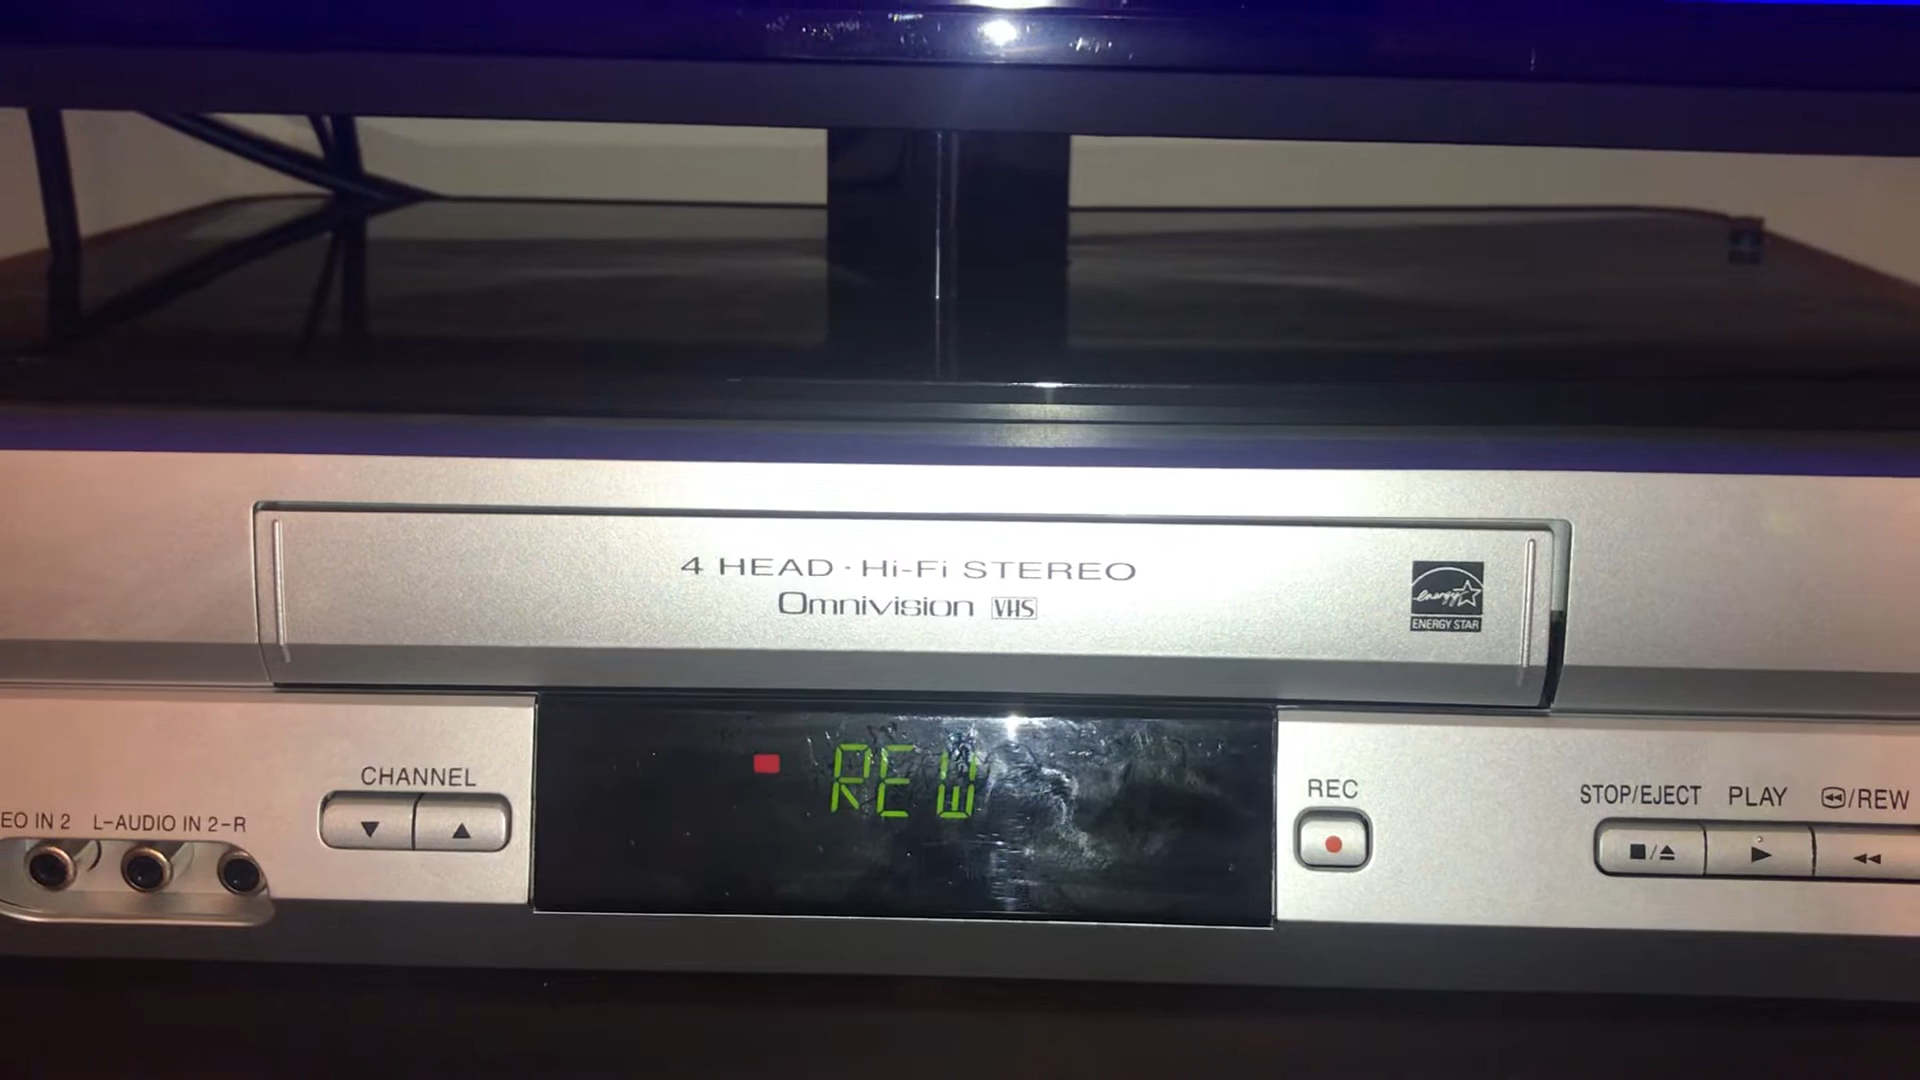 4 HEAD · Hi-Fi STEREO
Omnivision VHS
energy
ENERGY STAR
REW
CHANNEL
EO IN 2 L-AUDIO IN 2-R
REC
STOP/EJECT PLAY /REW